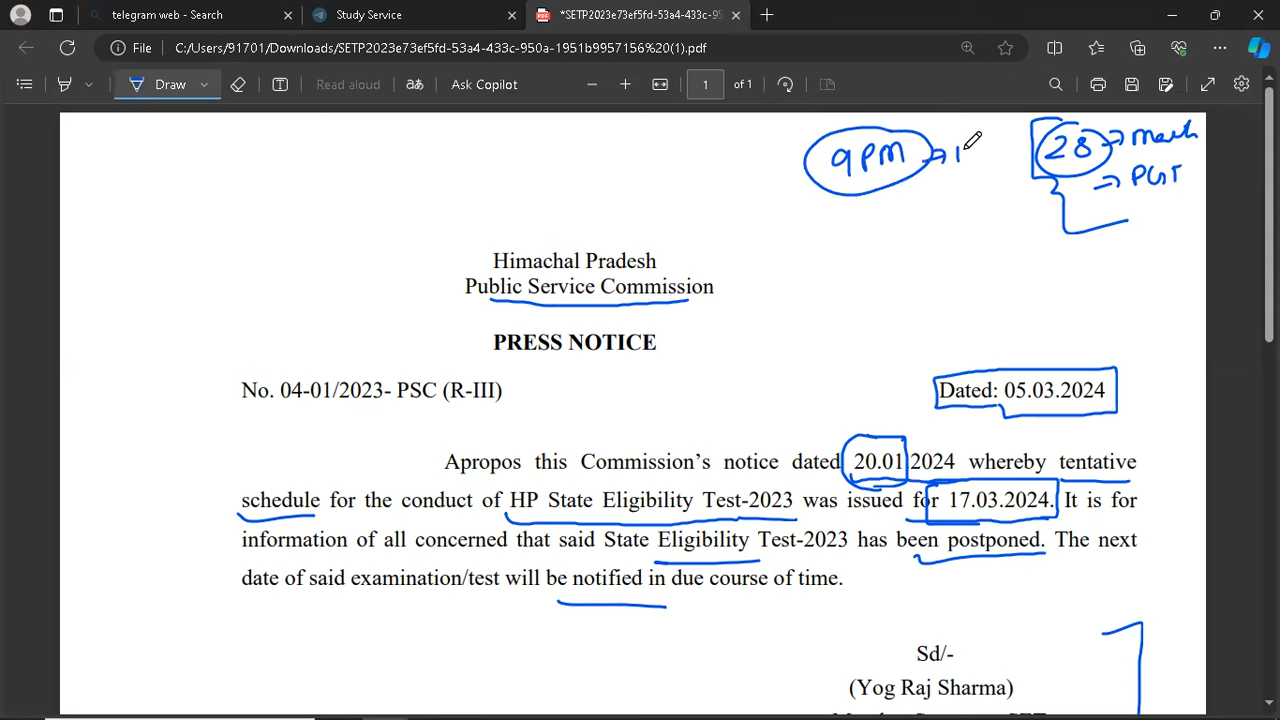 telegram web - Search
Study Service
*SETP2023e73ef5fd-53a4-433c-95
File
C:/Users/91701/Downloads/SETP2023e73ef5fd-53a4-433c-950a-1951b9957156%20(1).pdf
Draw
Read aloud
Ask Copilot
1 of 1
9PM
28 → March
→ PGT
Himachal Pradesh
Public Service Commission
PRESS NOTICE
No. 04-01/2023- PSC (R-III)
Dated: 05.03.2024
Apropos this Commission's notice dated 20.01.2024 whereby tentative
schedule for the conduct of HP State Eligibility Test-2023 was issued for 17.03.2024. It is for
information of all concerned that said State Eligibility Test-2023 has been postponed. The next
date of said examination/test will be notified in due course of time.
Sd/-
(Yog Raj Sharma)